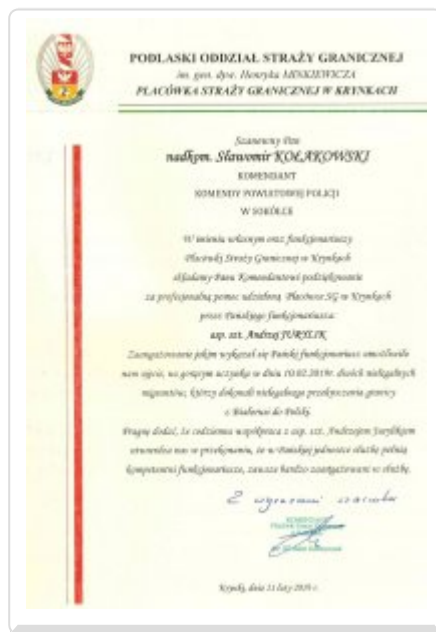 PODLASKI ODDZIAŁ STRAŻY GRANICZNEJ
im. gen. dyw. Henryka MINKIEWICZA
PLACÓWKA STRAŻY GRANICZNEJ W KRYNKACH
Szanowny Pan
nadkom. Sławomir KOŁAKOWSKI
KOMENDANT
KOMENDY POWIATOWEJ POLICJI
W SOKÓŁCE
W imieniu własnym oraz funkcjonariuszy
Placówki Straży Granicznej w Krynkach
składamy Panu Komendantowi podziękowanie
za profesjonalną pomoc udzieloną Placówce SG w Krynkach
przez Pańskiego funkcjonariusza:
asp. szt. Andrzej JURYLIK
Zaangażowanie jakim wykazał się Pański funkcjonariusz umożliwiło
nam ujęcie, na gorącym uczynku w dniu 10.02.2019r. dwóch nielegalnych
migrantów, którzy dokonali nielegalnego przekroczenia granicy
z Białorusi do Polski.
Pragnę dodać, że codzienna współpraca z asp. szt. Andrzejem Jurylikiem
utwierdza nas w przekonaniu, że w Pańskiej jednostce służbę pełnią
kompetentni funkcjonariusze, zawsze bardzo zaangażowani w służbę.
Z wyrazami szacunku
KOMENDANT
Krynki, dnia 11 luty 2019 r.